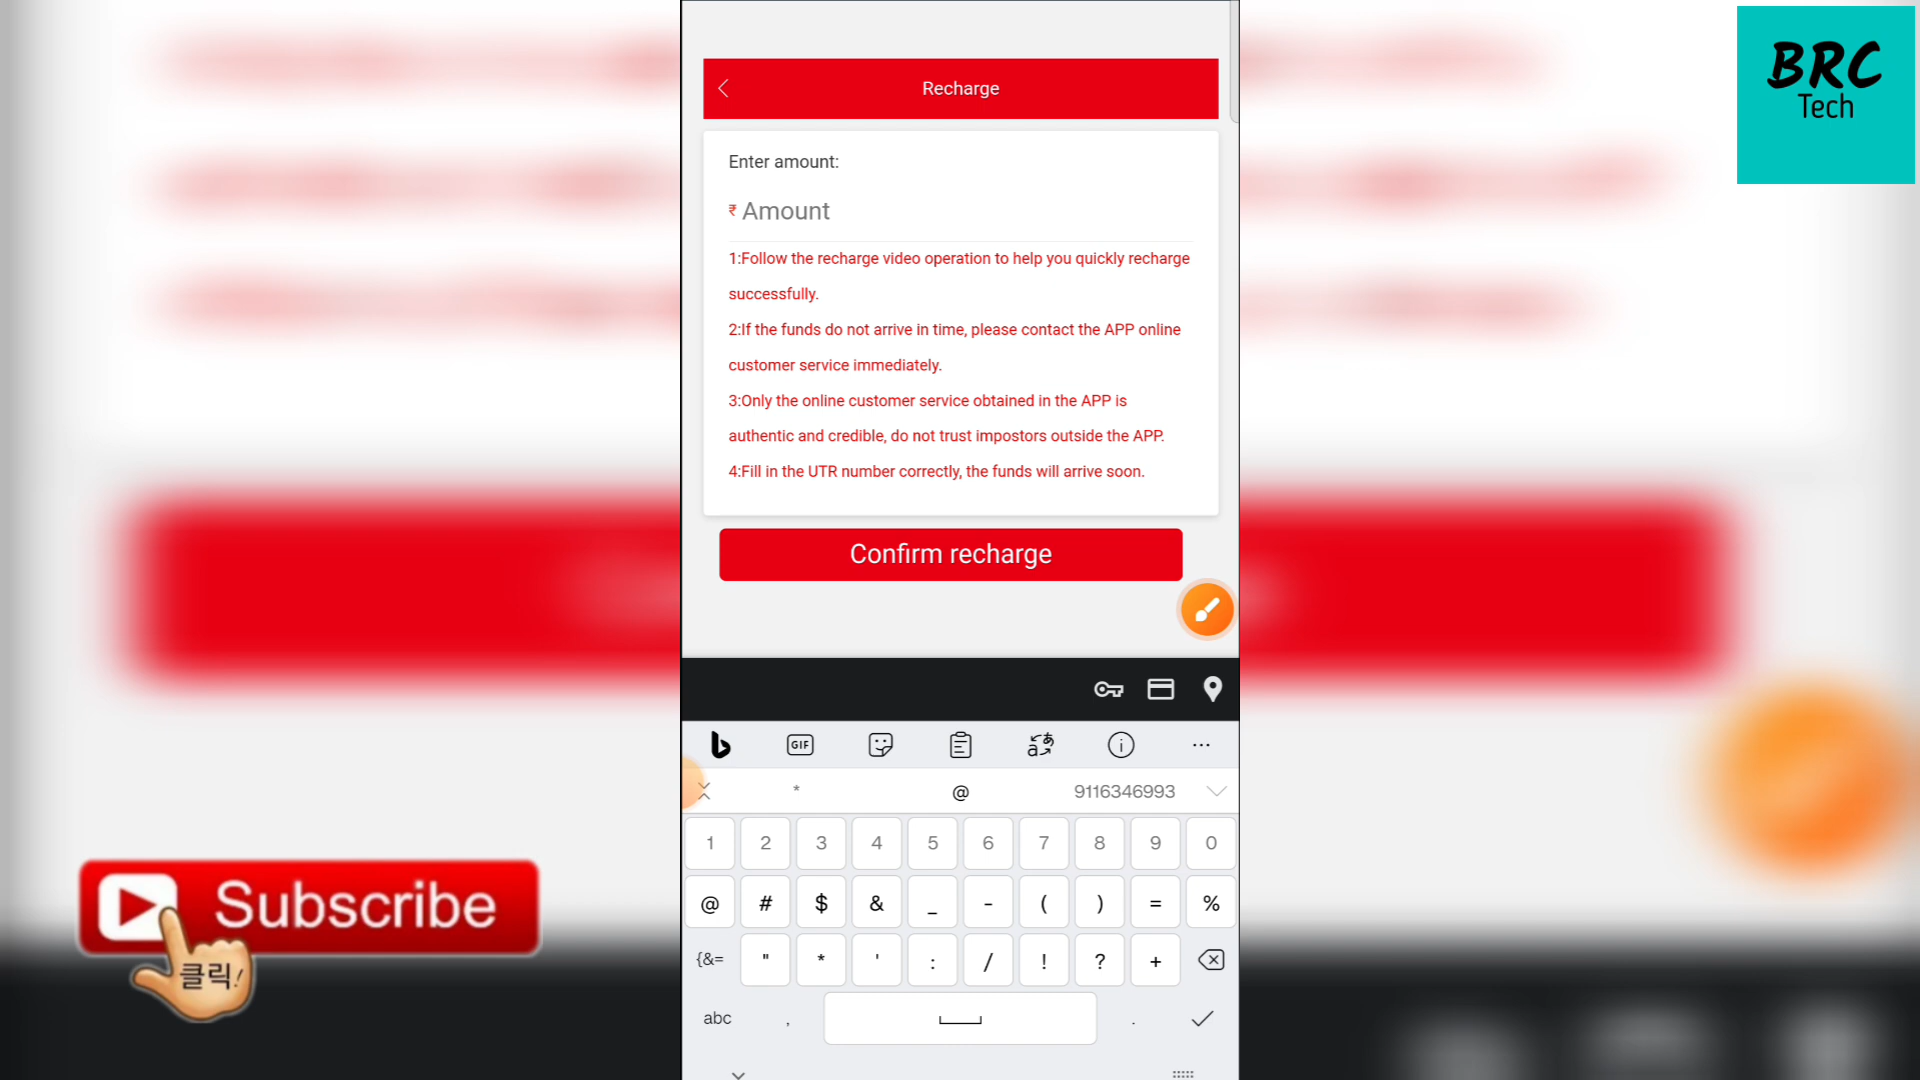 BRC
Tech
Recharge
Enter amount:
₹ Amount
1:Follow the recharge video operation to help you quickly recharge
successfully.
2:If the funds do not arrive in time, please contact the APP online
customer service immediately.
3:Only the online customer service obtained in the APP is
authentic and credible, do not trust impostors outside the APP.
4:Fill in the UTR number correctly, the funds will arrive soon.
Confirm recharge
GIF
* @ 9116346993
1 2 3 4 5 6 7 8 9 0
@ # $ & _ - ( ) = %
{&= " * ' : / ! ? +
abc , .
Subscribe
클릭!